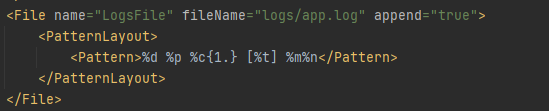 <File name="LogsFile" fileName="logs/app.log" append="true">
<PatternLayout>
<Pattern>%d %p %c{1.} [%t] %m%n</Pattern>
</PatternLayout>
</File>